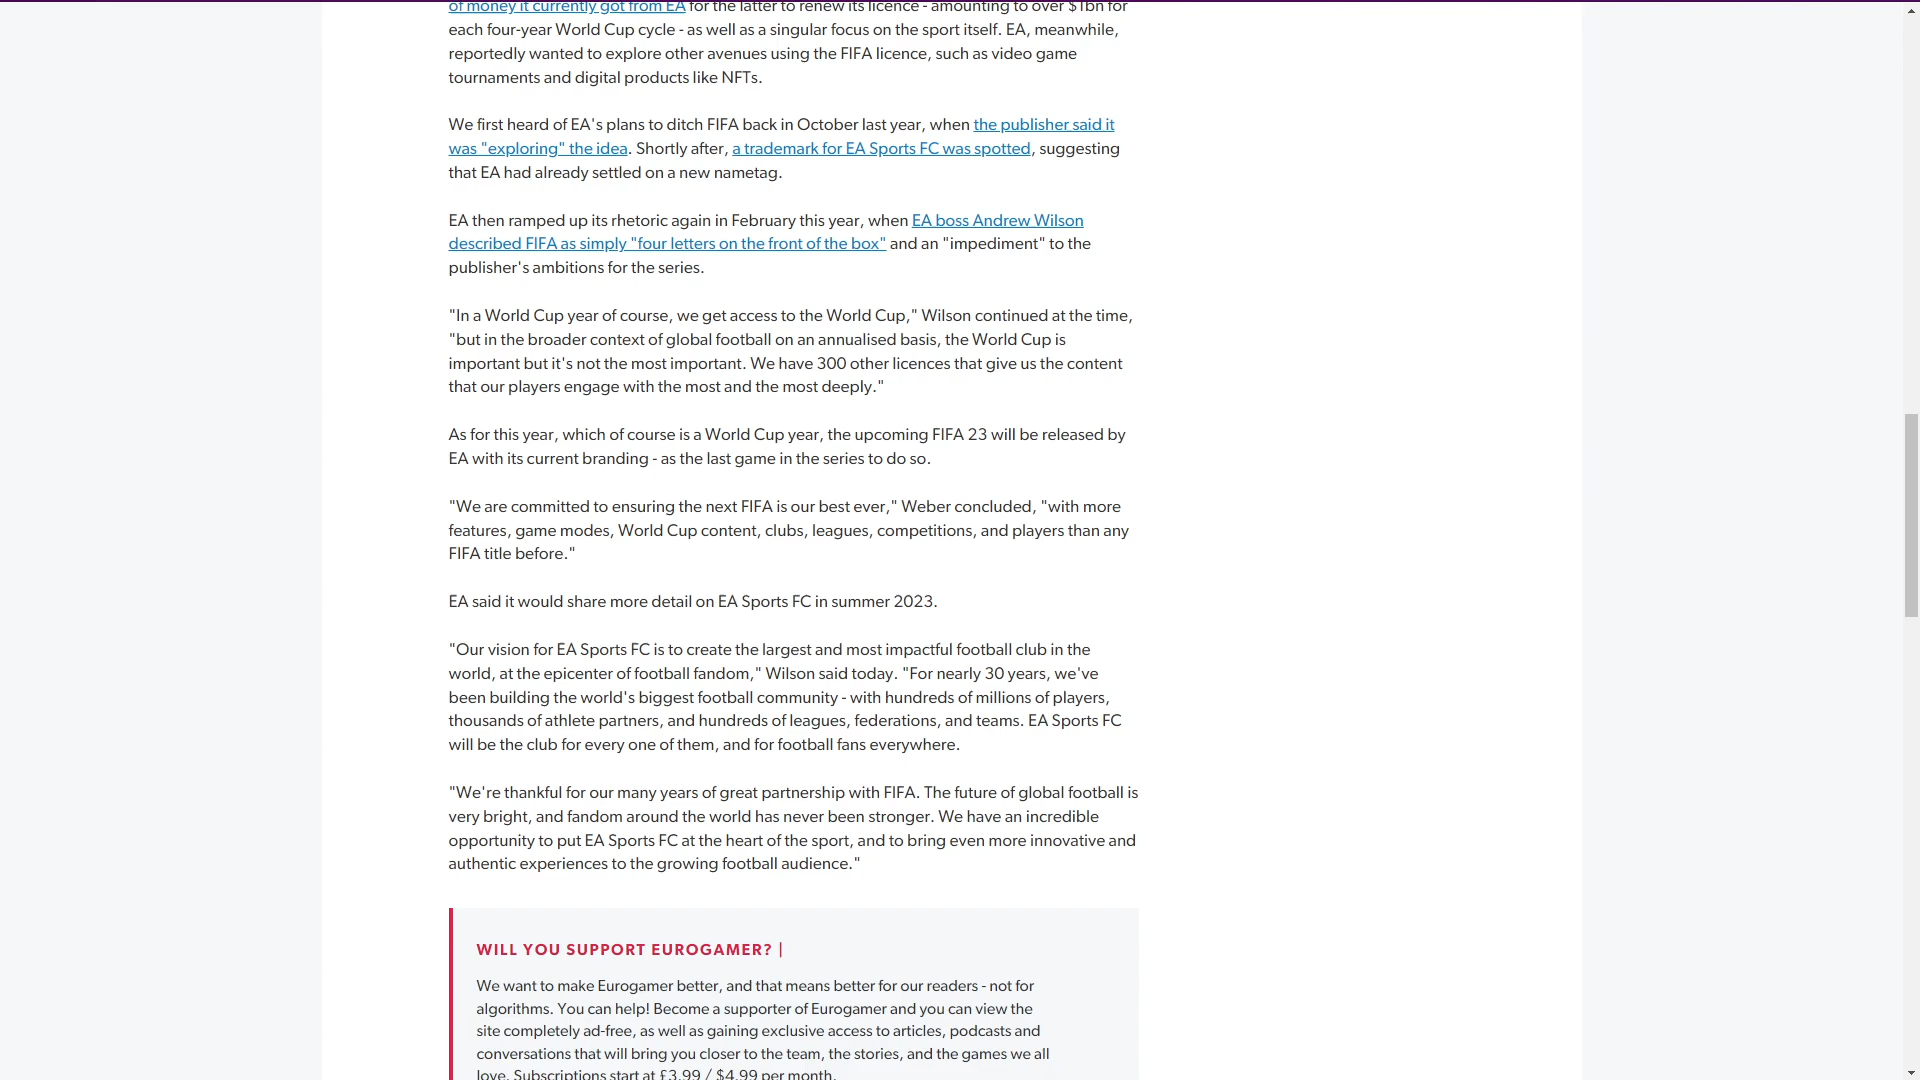 of money it currently got from EA for the latter to renew its licence - amounting to over $1bn for
each four-year World Cup cycle - as well as a singular focus on the sport itself. EA, meanwhile,
reportedly wanted to explore other avenues using the FIFA licence, such as video game
tournaments and digital products like NFTs.
We first heard of EA's plans to ditch FIFA back in October last year, when the publisher said it
was "exploring" the idea. Shortly after, a trademark for EA Sports FC was spotted, suggesting
that EA had already settled on a new nametag.
EA then ramped up its rhetoric again in February this year, when EA boss Andrew Wilson
described FIFA as simply "four letters on the front of the box" and an "impediment" to the
publisher's ambitions for the series.
"In a World Cup year of course, we get access to the World Cup," Wilson continued at the time,
"but in the broader context of global football on an annualised basis, the World Cup is
important but it's not the most important. We have 300 other licences that give us the content
that our players engage with the most and the most deeply."
As for this year, which of course is a World Cup year, the upcoming FIFA 23 will be released by
EA with its current branding - as the last game in the series to do so.
"We are committed to ensuring the next FIFA is our best ever," Weber concluded, "with more
features, game modes, World Cup content, clubs, leagues, competitions, and players than any
FIFA title before."
EA said it would share more detail on EA Sports FC in summer 2023.
"Our vision for EA Sports FC is to create the largest and most impactful football club in the
world, at the epicenter of football fandom," Wilson said today. "For nearly 30 years, we've
been building the world's biggest football community - with hundreds of millions of players,
thousands of athlete partners, and hundreds of leagues, federations, and teams. EA Sports FC
will be the club for every one of them, and for football fans everywhere.
"We're thankful for our many years of great partnership with FIFA. The future of global football is
very bright, and fandom around the world has never been stronger. We have an incredible
opportunity to put EA Sports FC at the heart of the sport, and to bring even more innovative and
authentic experiences to the growing football audience."
WILL YOU SUPPORT EUROGAMER? |
We want to make Eurogamer better, and that means better for our readers - not for
algorithms. You can help! Become a supporter of Eurogamer and you can view the
site completely ad-free, as well as gaining exclusive access to articles, podcasts and
conversations that will bring you closer to the team, the stories, and the games we all
love. Subscriptions start at £3.99 / $4.99 per month.